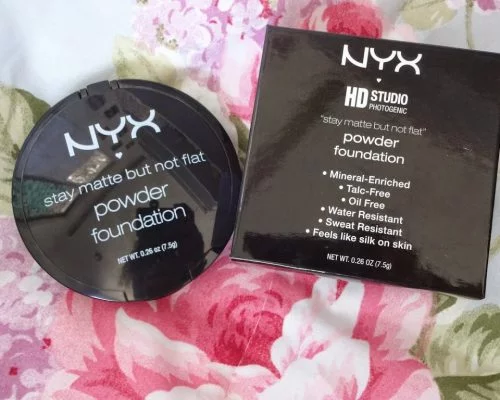 NYX
stay matte but not flat
powder
foundation
NET WT. 0.26 oz (7.5g)
NYX
HD STUDIO
PHOTOGENIC
"stay matte but not flat"
powder
foundation
• Mineral-Enriched
• Talc-Free
• Oil Free
• Water Resistant
• Sweat Resistant
• Feels like silk on skin
NET WT. 0.26 OZ (7.5g)